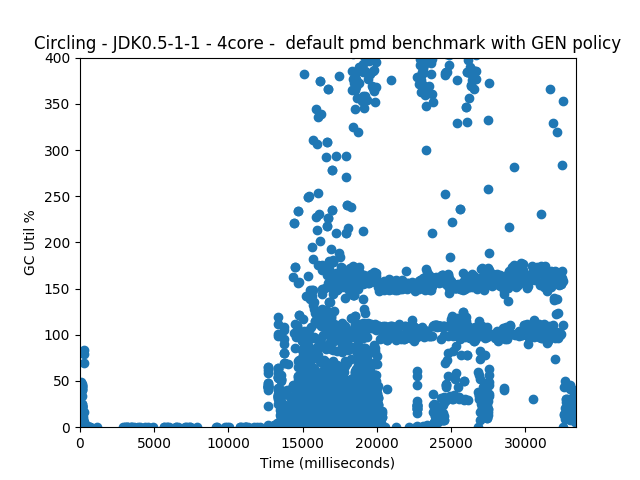 Circling - JDK0.5-1-1 - 4core -  default pmd benchmark with GEN policy
400
350
300
250
200
150
100
50
0
GC Util %
0 5000 10000 15000 20000 25000 30000
Time (milliseconds)